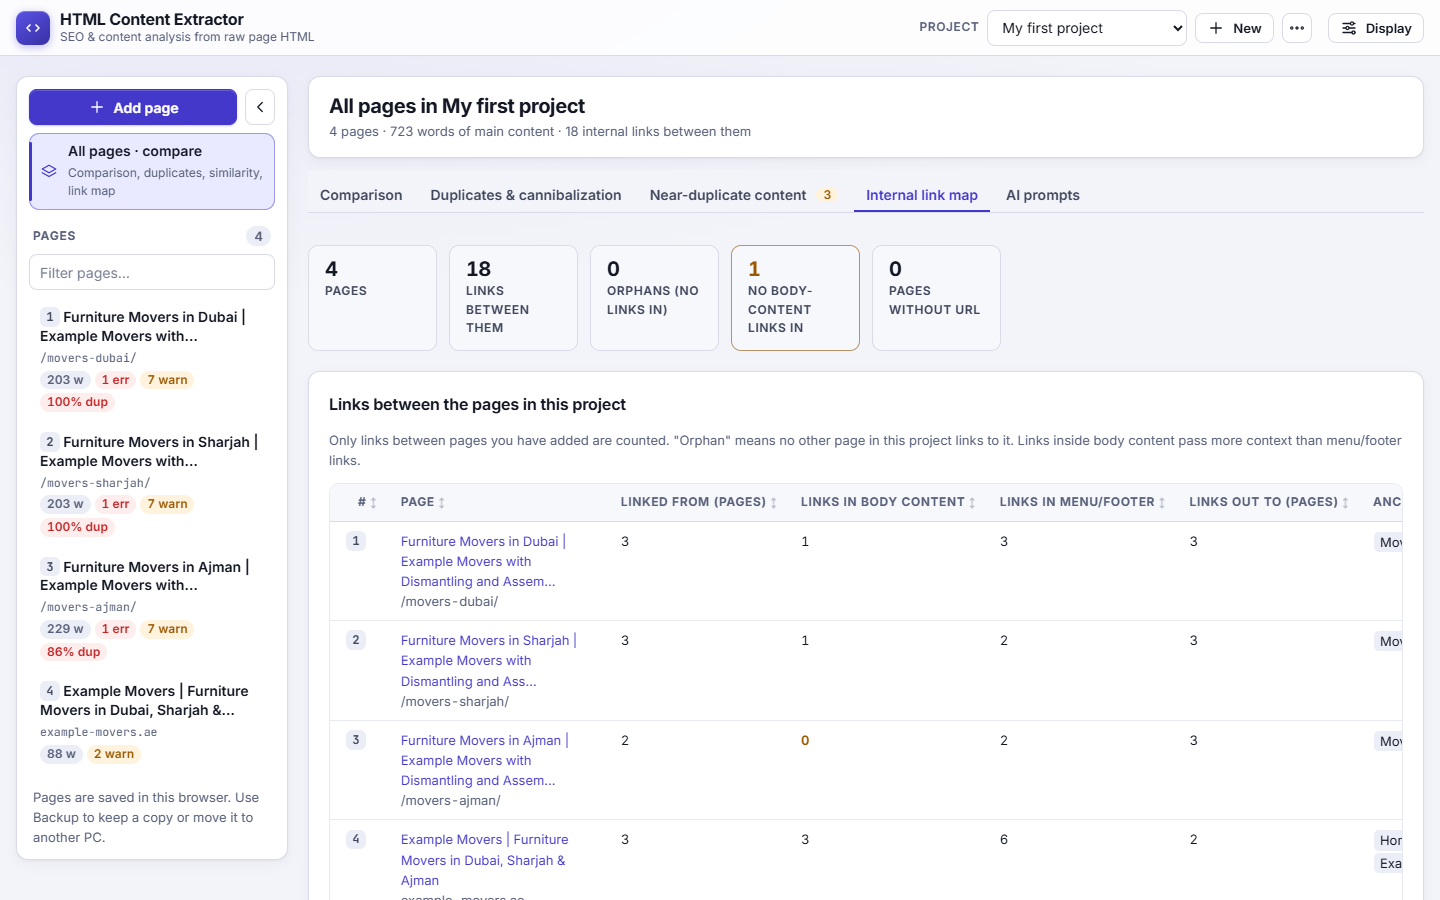 HTML Content Extractor
SEO & content analysis from raw page HTML
PROJECT
My first project
New
Display
Add page
All pages · compare
Comparison, duplicates, similarity,
link map
PAGES
4
Filter pages...
1 Furniture Movers in Dubai |
Example Movers with...
/movers-dubai/
203 w 1 err 7 warn
100% dup
2 Furniture Movers in Sharjah |
Example Movers with...
/movers-sharjah/
203 w 1 err 7 warn
100% dup
3 Furniture Movers in Ajman |
Example Movers with...
/movers-ajman/
229 w 1 err 7 warn
86% dup
4 Example Movers | Furniture
Movers in Dubai, Sharjah &...
example-movers.ae
88 w 2 warn
Pages are saved in this browser. Use
Backup to keep a copy or move it to
another PC.
All pages in My first project
4 pages · 723 words of main content · 18 internal links between them
Comparison Duplicates & cannibalization Near-duplicate content 3 Internal link map AI prompts
4
PAGES
18
LINKS
BETWEEN
THEM
0
ORPHANS (NO
LINKS IN)
1
NO BODY-
CONTENT
LINKS IN
0
PAGES
WITHOUT URL
Links between the pages in this project
Only links between pages you have added are counted. "Orphan" means no other page in this project links to it. Links inside body content pass more context than menu/footer
links.
# PAGE LINKED FROM (PAGES) LINKS IN BODY CONTENT LINKS IN MENU/FOOTER LINKS OUT TO (PAGES) ANC
1 Furniture Movers in Dubai | 3 1 3 3 Mov
Example Movers with
Dismantling and Assem...
/movers-dubai/
2 Furniture Movers in Sharjah | 3 1 2 3 Mov
Example Movers with
Dismantling and Ass...
/movers-sharjah/
3 Furniture Movers in Ajman | 2 0 2 3 Mov
Example Movers with
Dismantling and Assem...
/movers-ajman/
4 Example Movers | Furniture 3 3 6 2 Hor
Movers in Dubai, Sharjah & Exa
Ajman
example-movers.ae